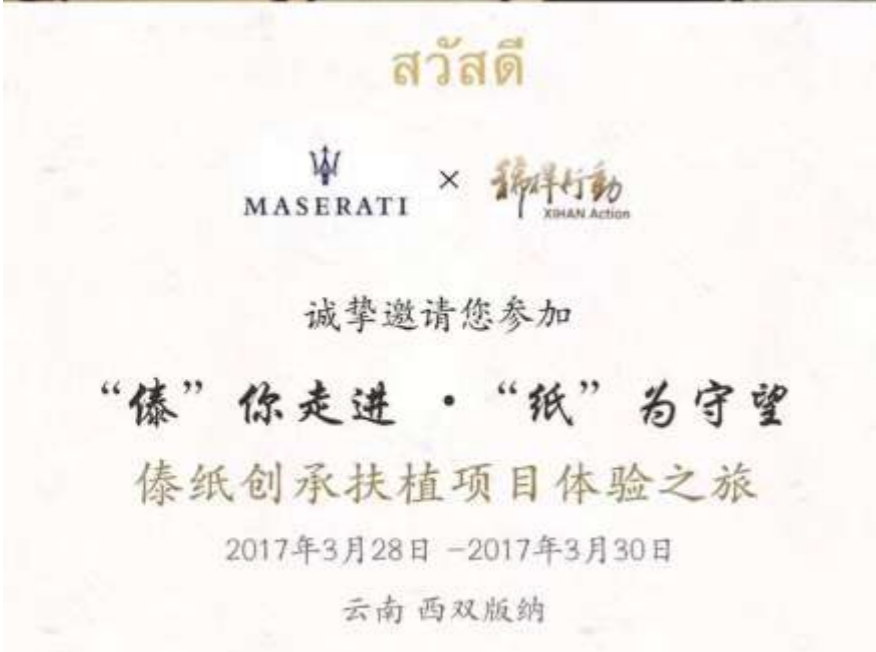 สวัสดี
MASERATI × 稀捍行动
XIHAN Action
诚挚邀请您参加
“傣”你走进 · “纸”为守望
傣纸创承扶植项目体验之旅
2017年3月28日 -2017年3月30日
云南 西双版纳